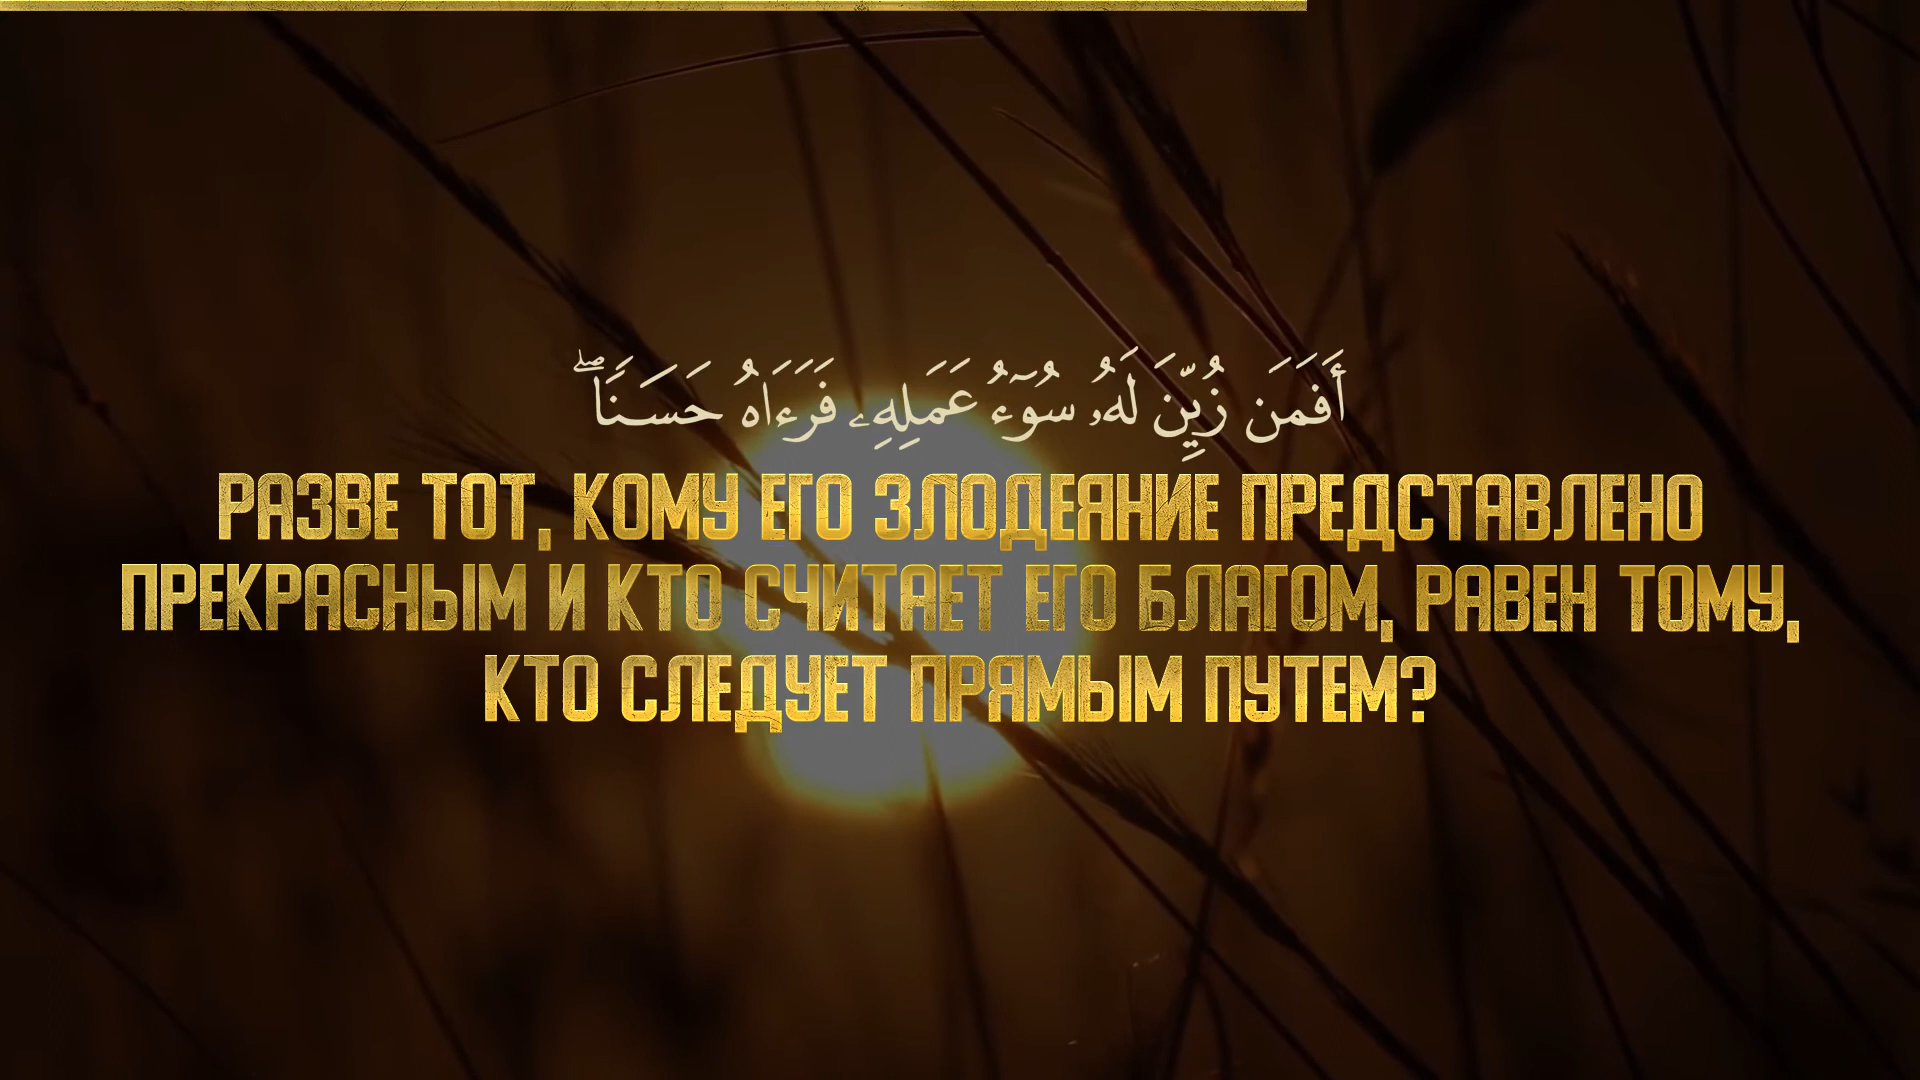 أَفَمَن زُيِّنَ لَهُۥ سُوٓءُ عَمَلِهِۦ فَرَءَاهُ حَسَنًاۖ
РАЗВЕ ТОТ, КОМУ ЕГО ЗЛОДЕЯНИЕ ПРЕДСТАВЛЕНО
ПРЕКРАСНЫМ И КТО СЧИТАЕТ ЕГО БЛАГОМ, РАВЕН ТОМУ,
КТО СЛЕДУЕТ ПРЯМЫМ ПУТЕМ?